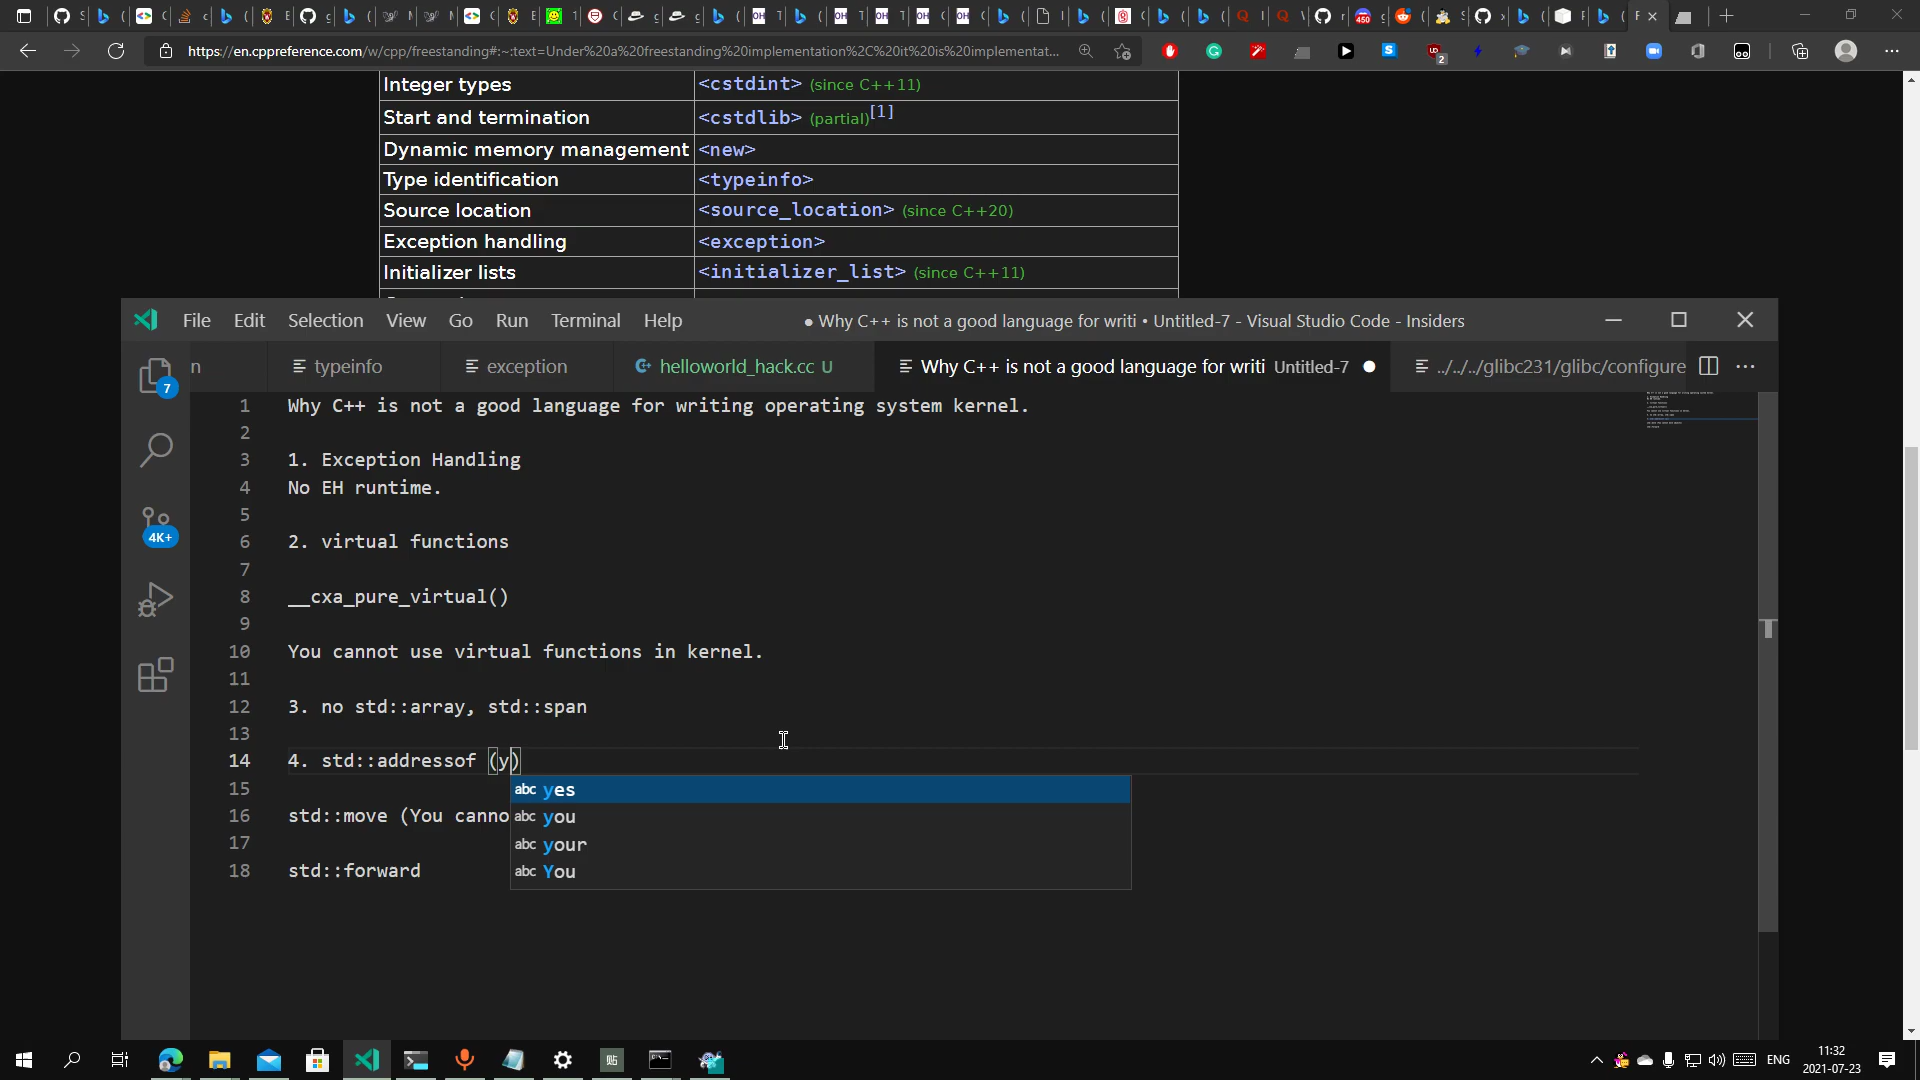 https://en.cppreference.com/w/cpp/freestanding#:~:text=Under%20a%20freestanding%20implementation%2C%20it%20is%20implementat...
2
Integer types <cstdint> (since C++11)
Start and termination <cstdlib> (partial)[1]
Dynamic memory management <new>
Type identification <typeinfo>
Source location <source_location> (since C++20)
Exception handling <exception>
Initializer lists <initializer_list> (since C++11)
File Edit Selection View Go Run Terminal Help ● Why C++ is not a good language for writi • Untitled-7 - Visual Studio Code - Insiders
n typeinfo exception helloworld_hack.cc U Why C++ is not a good language for writi Untitled-7 ../../../glibc231/glibc/configure
7
4K+
1 Why C++ is not a good language for writing operating system kernel.
2
3 1. Exception Handling
4 No EH runtime.
5
6 2. virtual functions
7
8 __cxa_pure_virtual()
9
10 You cannot use virtual functions in kernel.
11
12 3. no std::array, std::span
13
14 4. std::addressof (y)
15 abc yes
16 std::move (You canno abc you
17 abc your
18 std::forward abc You
ENG 11:32
2021-07-23